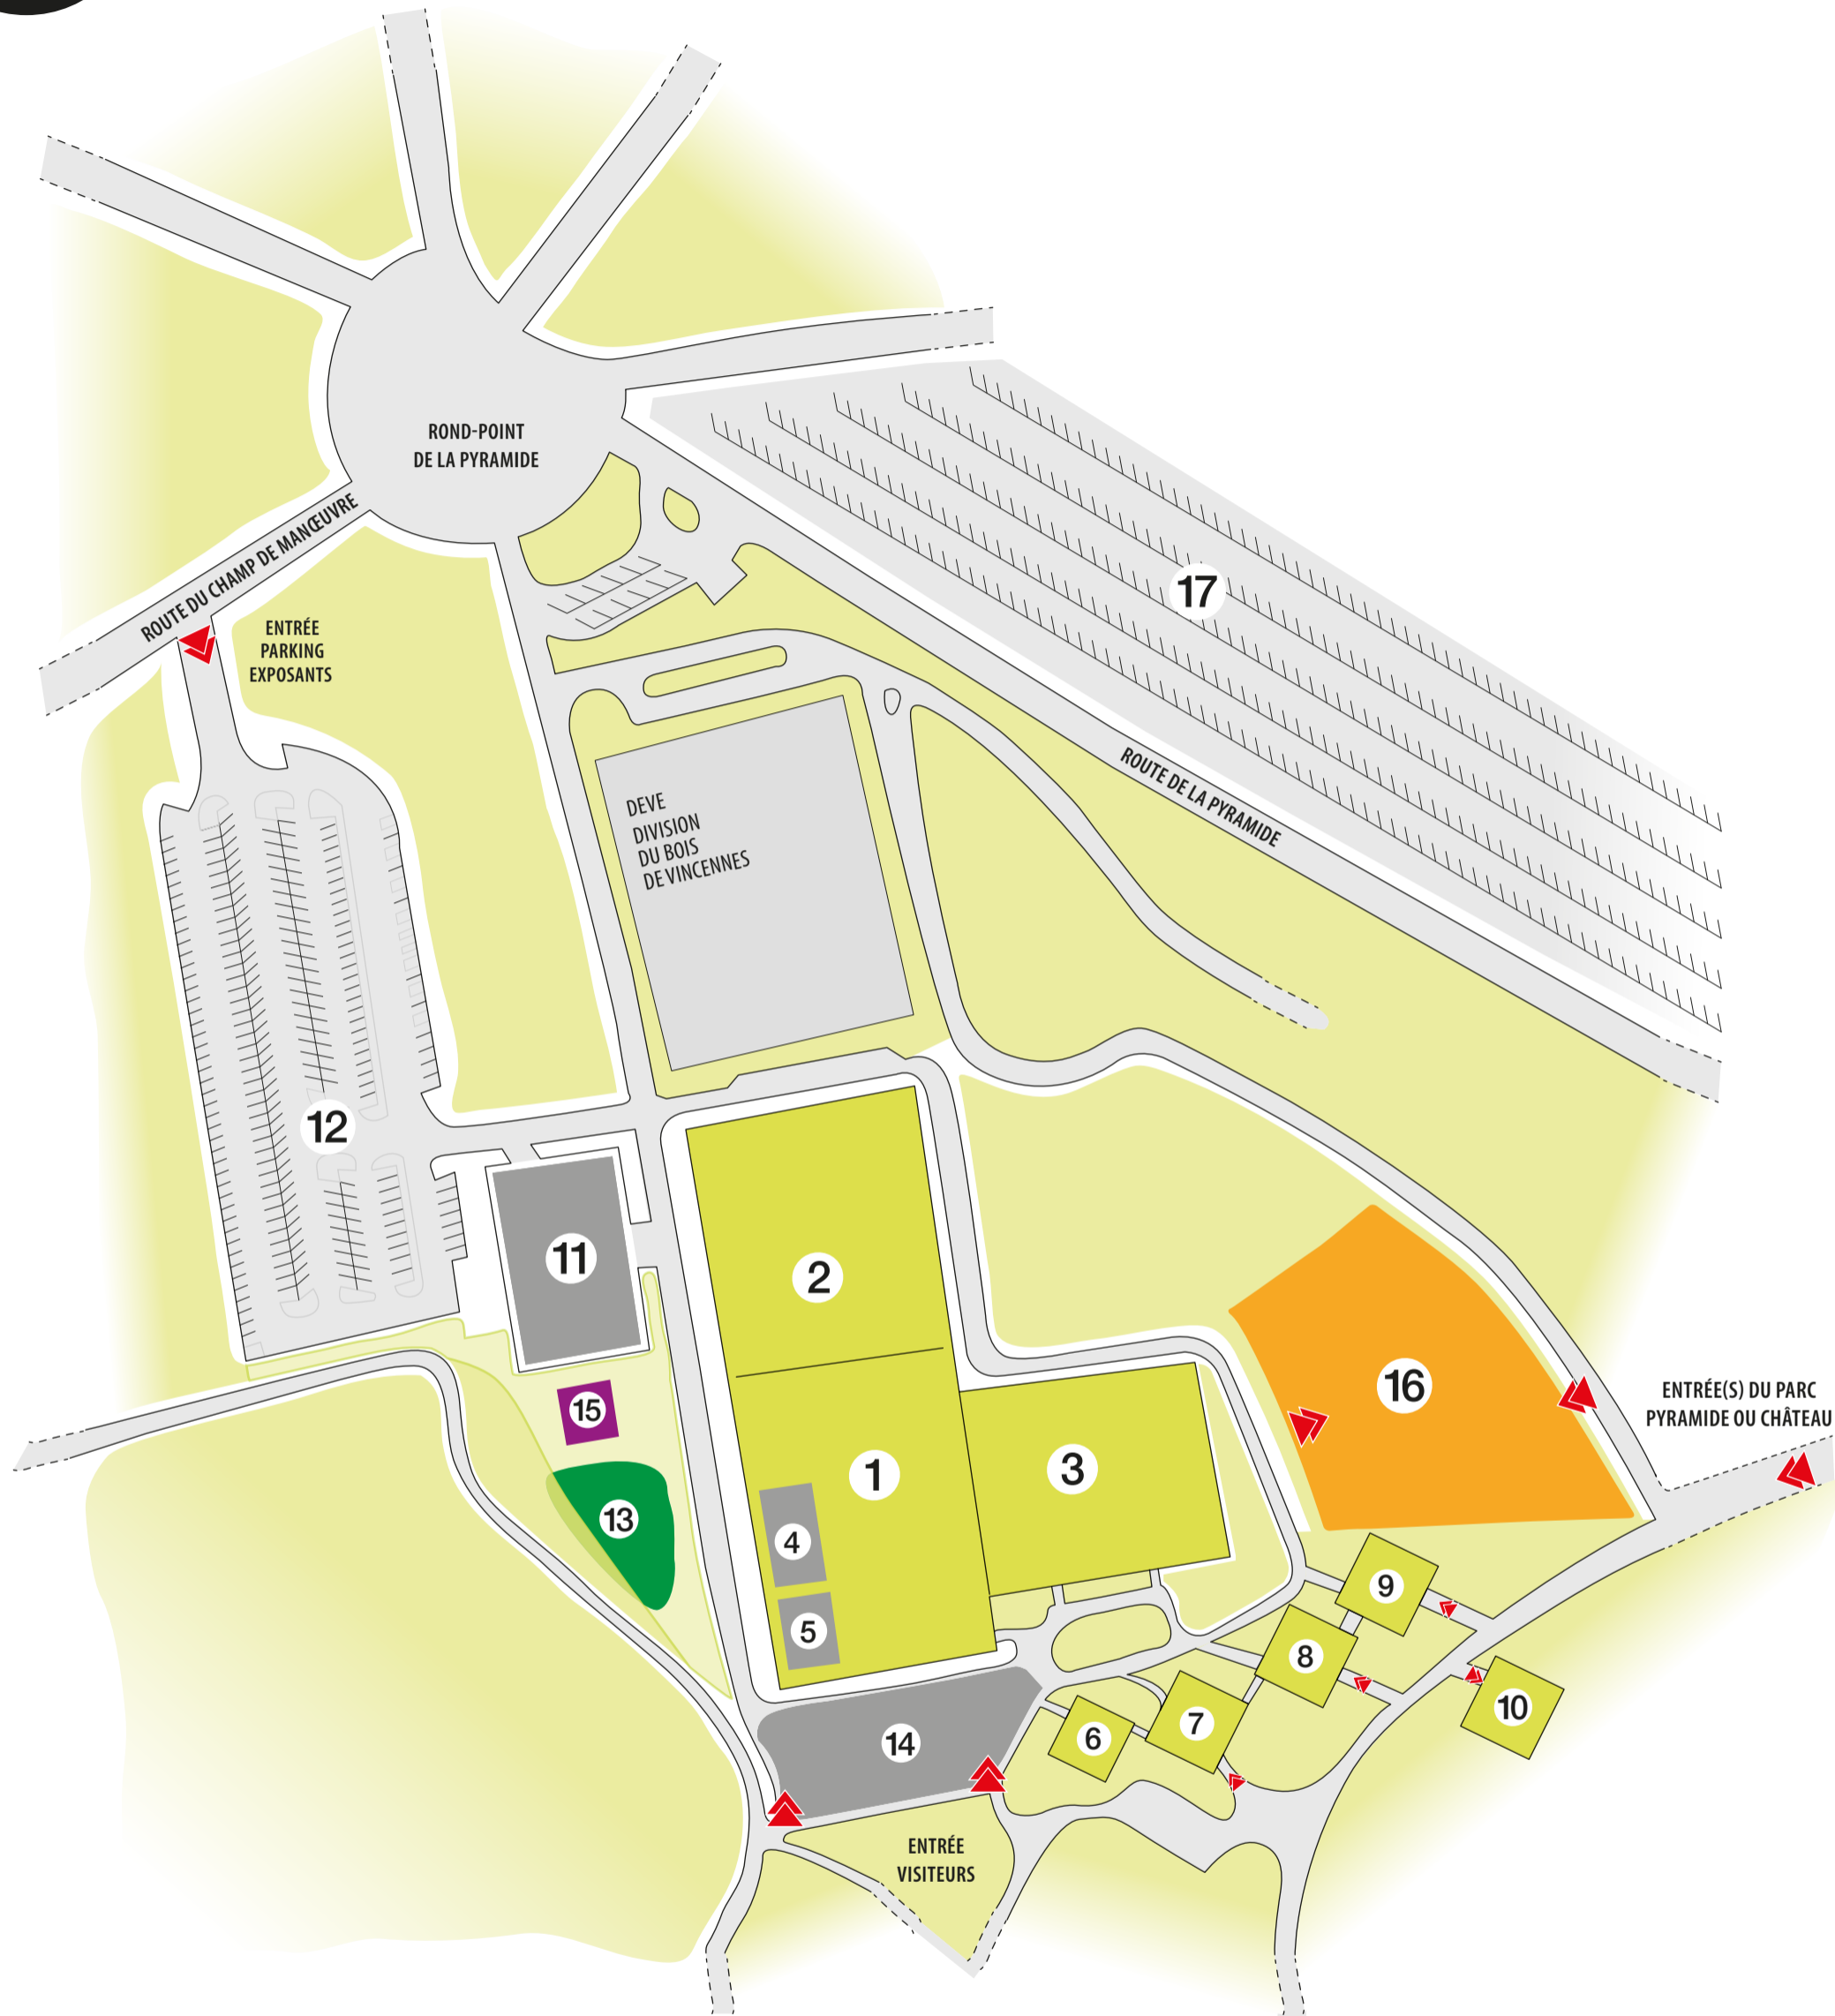 ROND-POINT
DE LA PYRAMIDE
ROUTE DU CHAMP DE MANŒUVRE
ENTRÉE
PARKING
EXPOSANTS
17
ROUTE DE LA PYRAMIDE
DEVE
DIVISION
DU BOIS
DE VINCENNES
12
11
2
16
ENTRÉE(S) DU PARC
PYRAMIDE OU CHÂTEAU
15
1
3
13
4
5
9
8
10
7
6
14
ENTRÉE
VISITEURS